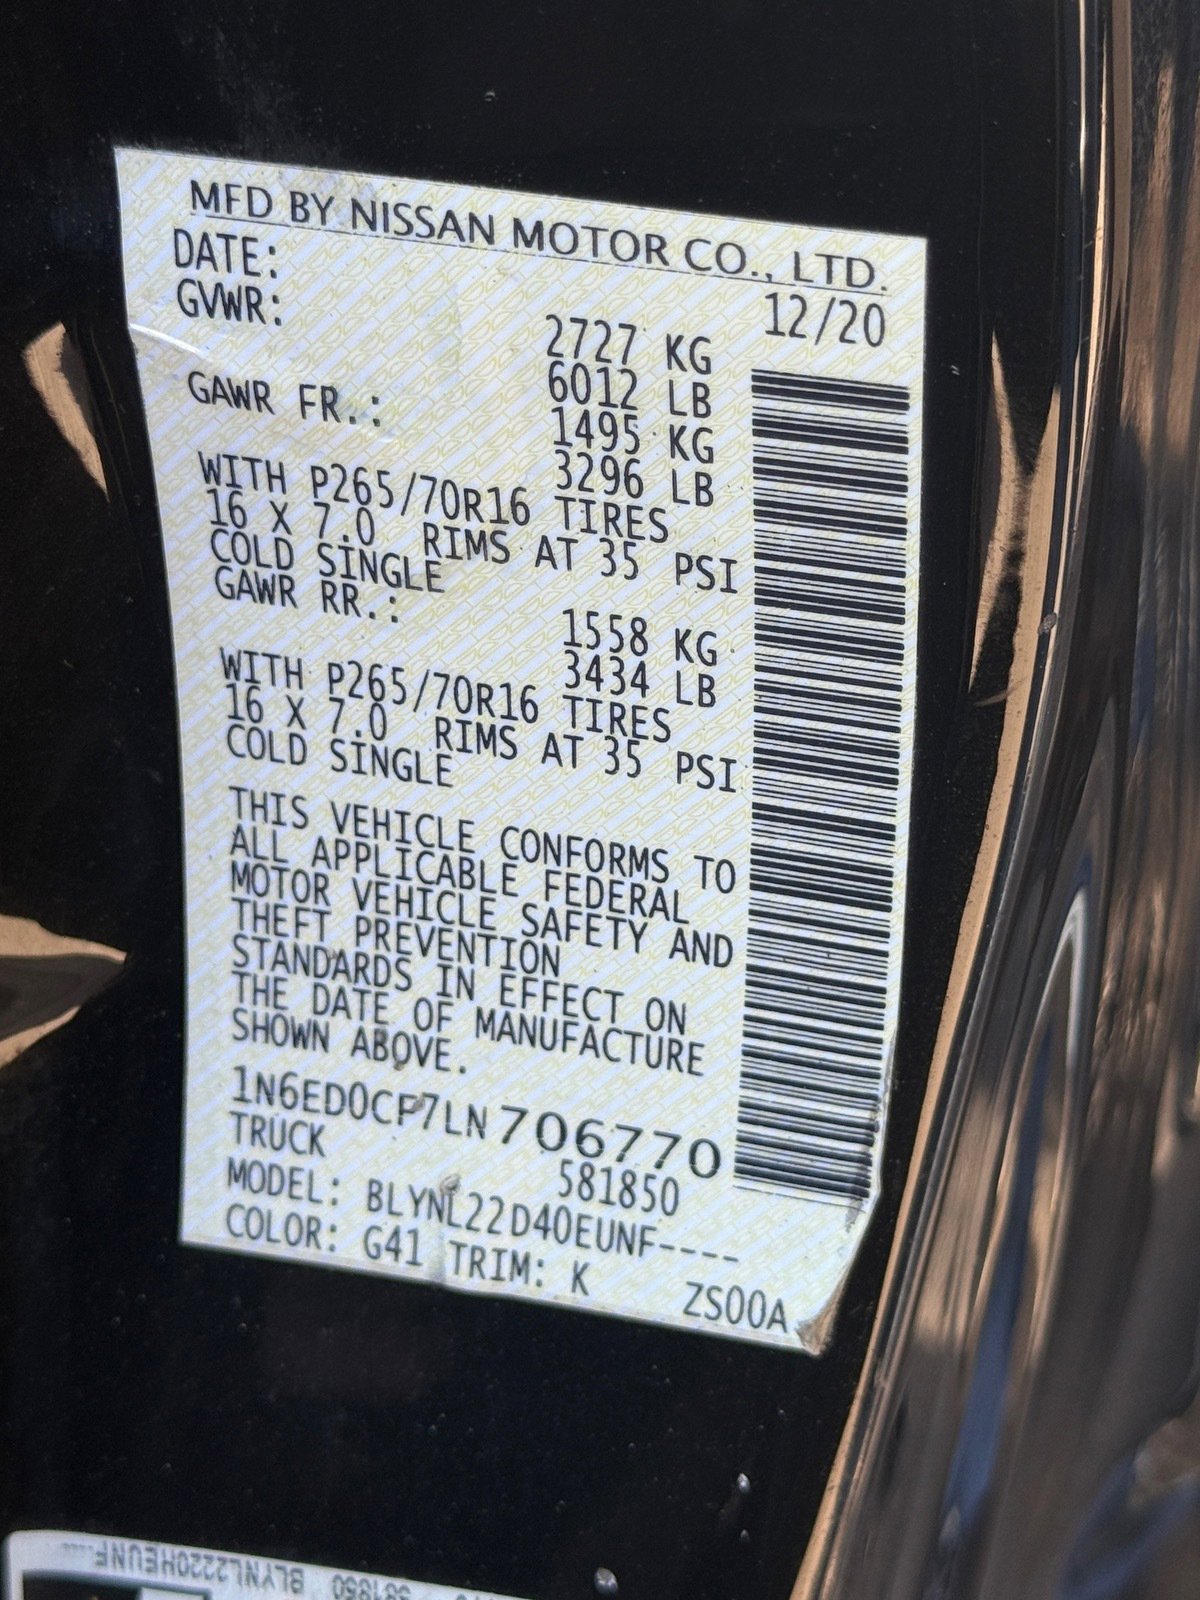 MFD BY NISSAN MOTOR CO., LTD.
DATE: 12/20
GVWR: 2727 KG
6012 LB
GAWR FR.: 1495 KG
3296 LB
WITH P265/70R16 TIRES
16 X 7.0 RIMS AT 35 PSI
COLD SINGLE
GAWR RR.: 1558 KG
3434 LB
WITH P265/70R16 TIRES
16 X 7.0 RIMS AT 35 PSI
COLD SINGLE
THIS VEHICLE CONFORMS TO
ALL APPLICABLE FEDERAL
MOTOR VEHICLE SAFETY AND
THEFT PREVENTION
STANDARDS IN EFFECT ON
THE DATE OF MANUFACTURE
SHOWN ABOVE.
1N6ED0CF7LN706770
TRUCK 581850
MODEL: BLYNL22D40EUNF----
COLOR: G41 TRIM: K ZS00A
581850 BLYNL2220HEUNF....